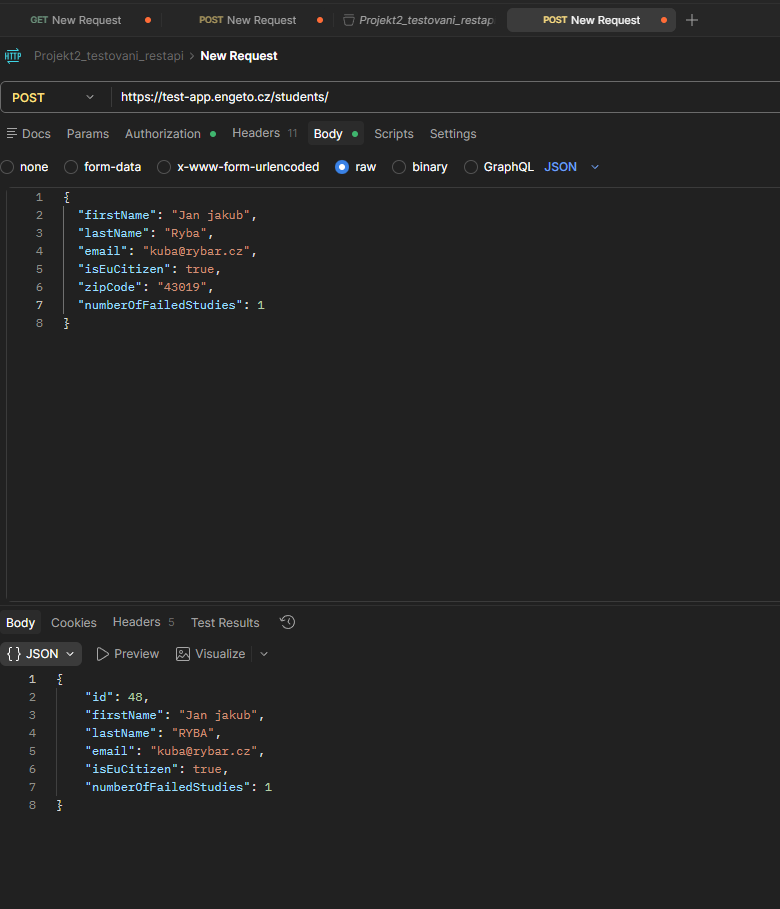 GET New Request POST New Request Projekt2_testovani_restap POST New Request
HTTP Projekt2_testovani_restapi > New Request
POST https://test-app.engeto.cz/students/
Docs Params Authorization Headers 11 Body Scripts Settings
none form-data x-www-form-urlencoded raw binary GraphQL JSON
1 {
2 "firstName": "Jan jakub",
3 "lastName": "Ryba",
4 "email": "kuba@rybar.cz",
5 "isEuCitizen": true,
6 "zipCode": "43019",
7 "numberOfFailedStudies": 1
8 }
Body Cookies Headers 5 Test Results
{ } JSON Preview Visualize
1 {
2 "id": 48,
3 "firstName": "Jan jakub",
4 "lastName": "RYBA",
5 "email": "kuba@rybar.cz",
6 "isEuCitizen": true,
7 "numberOfFailedStudies": 1
8 }